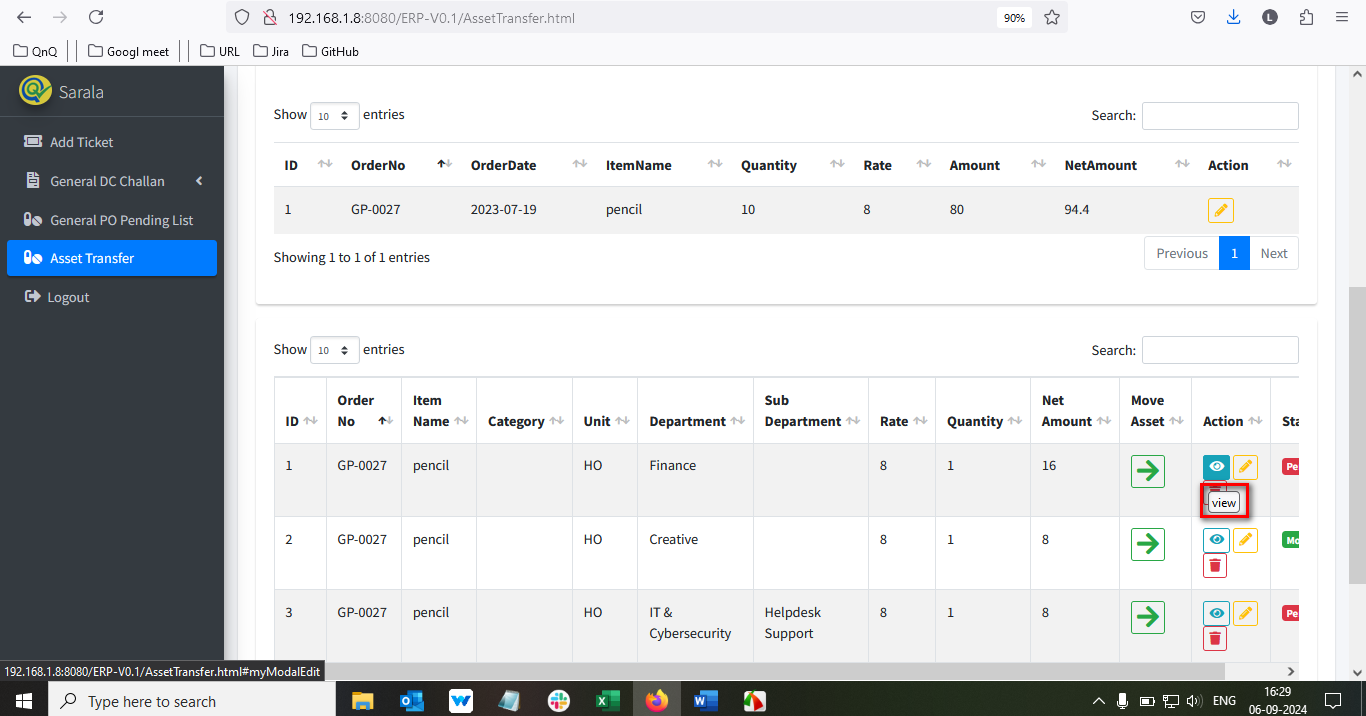 192.168.1.8:8080/ERP-V0.1/AssetTransfer.html
90%
L
QnQ
Googl meet
URL
Jira
GitHub
Sarala
Add Ticket
General DC Challan
General PO Pending List
Asset Transfer
Logout
Show 10 entries
Search:
ID OrderNo OrderDate ItemName Quantity Rate Amount NetAmount Action
1 GP-0027 2023-07-19 pencil 10 8 80 94.4
Showing 1 to 1 of 1 entries
Previous 1 Next
Show 10 entries
Search:
Order Item Sub Net Move
ID No Name Category Unit Department Department Rate Quantity Amount Asset Action Sta
1 GP-0027 pencil HO Finance 8 1 16 Pe
view
2 GP-0027 pencil HO Creative 8 1 8 Mo
3 GP-0027 pencil HO IT & Helpdesk 8 1 8 Pe
Cybersecurity Support
192.168.1.8:8080/ERP-V0.1/AssetTransfer.html#myModalEdit
Type here to search
ENG
16:29
06-09-2024